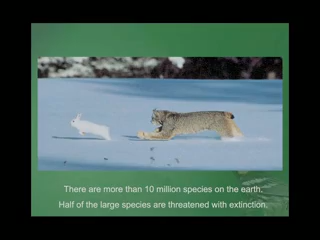 There are more than 10 million species on the earth.
Half of the large species are threatened with extinction.